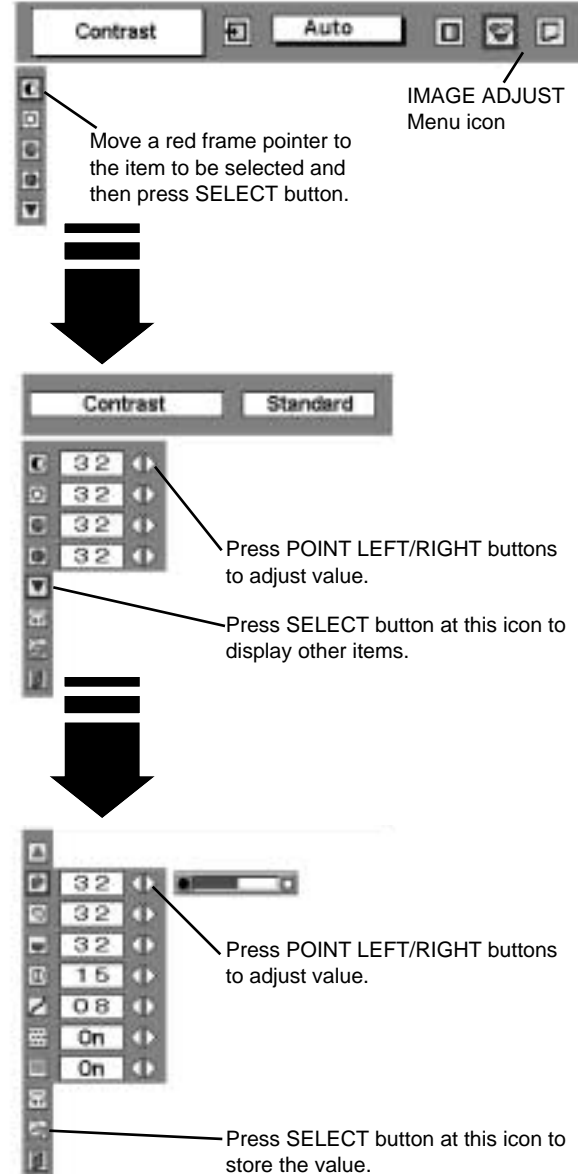 Contrast
Auto
IMAGE ADJUST
Menu icon
Move a red frame pointer to
the item to be selected and
then press SELECT button.
Contrast
Standard
32
32
32
32
Press POINT LEFT/RIGHT buttons
to adjust value.
Press SELECT button at this icon to
display other items.
32
32
32
15
08
On
On
Press POINT LEFT/RIGHT buttons
to adjust value.
Press SELECT button at this icon to
store the value.